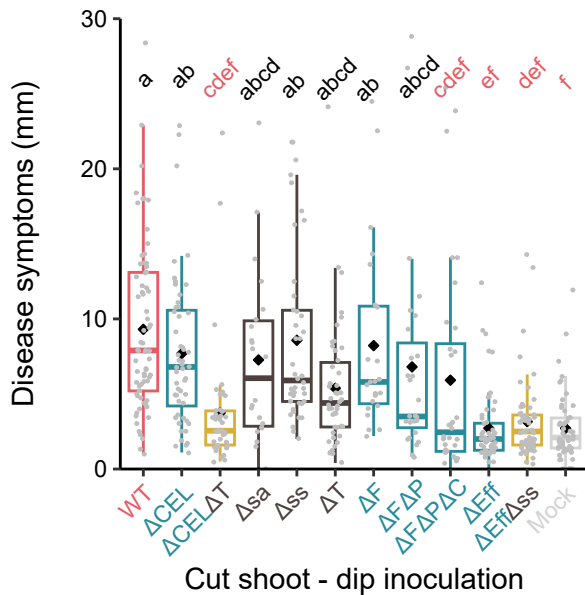 30
a ab cdef abcd ab abcd ab abcd cdef ef def f
20
10
0
Disease symptoms (mm)
WT ΔCEL ΔCELΔT Δsa Δss ΔT ΔF ΔFΔP ΔFΔPΔC ΔEff ΔEffΔss Mock
Cut shoot - dip inoculation